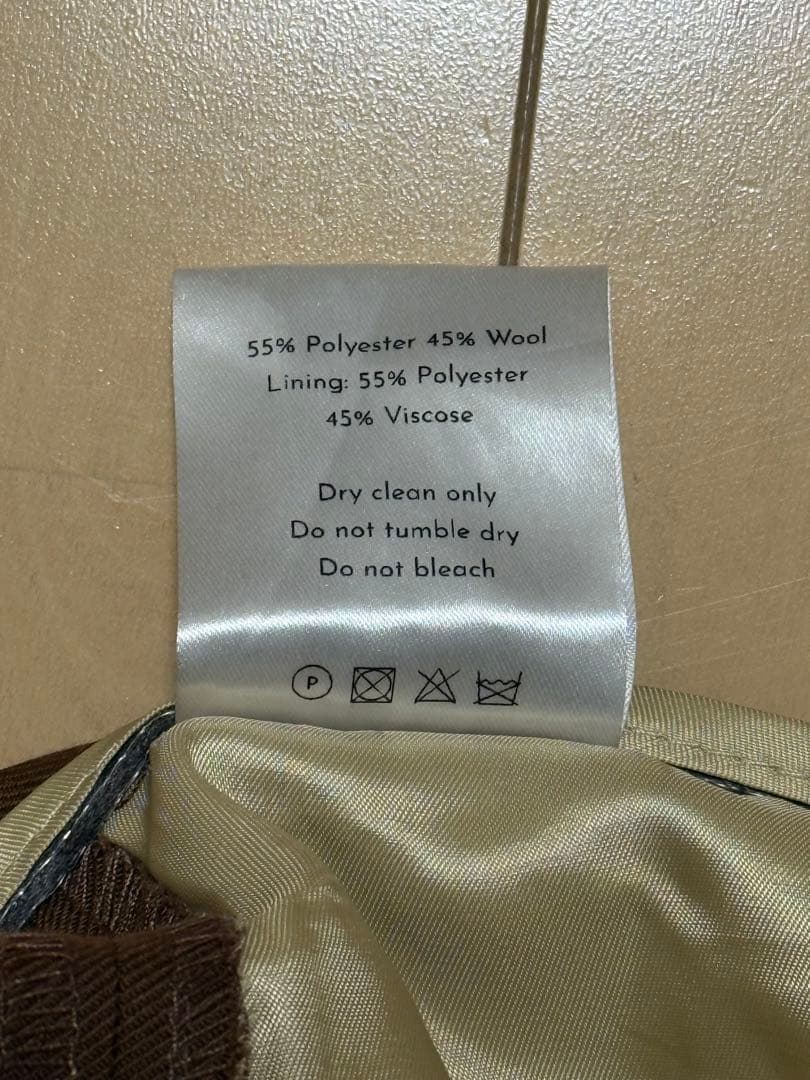 55% Polyester 45% Wool
Lining: 55% Polyester
45% Viscose
Dry clean only
Do not tumble dry
Do not bleach
P